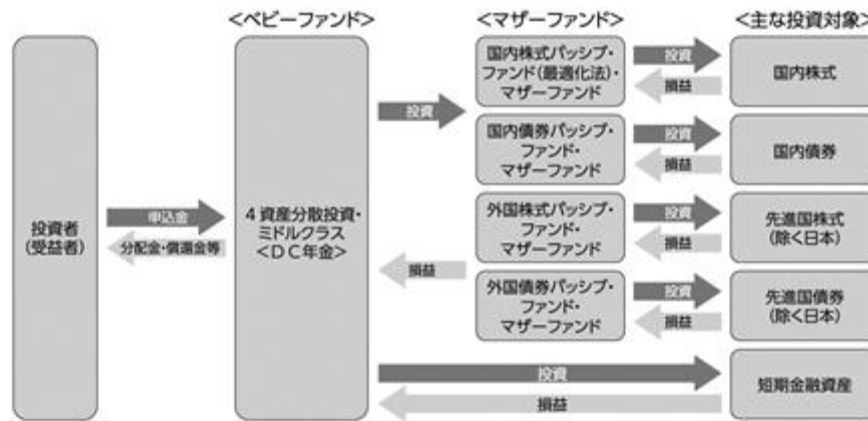 <ベビーファンド>
<マザーファンド>
<主な投資対象>
投資者
(受益者)
申込金
分配金・償還金等
4資産分散投資・
ミドルクラス
<DC年金>
投資
損益
国内株式パッシブ・
ファンド(最適化法)・
マザーファンド
投資
損益
国内株式
国内債券パッシブ・
ファンド・
マザーファンド
投資
損益
国内債券
外国株式パッシブ・
ファンド・
マザーファンド
投資
損益
先進国株式
(除く日本)
外国債券パッシブ・
ファンド・
マザーファンド
投資
損益
先進国債券
(除く日本)
投資
損益
短期金融資産